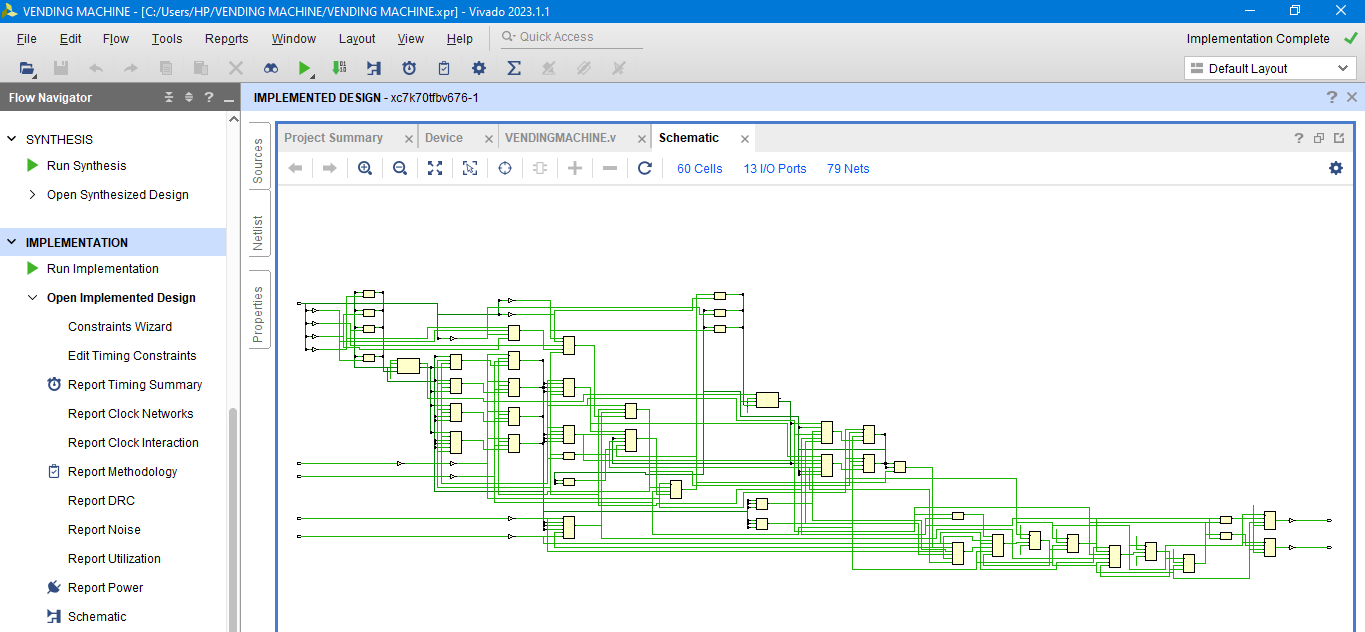 VENDING MACHINE - [C:/Users/HP/VENDING MACHINE/VENDING MACHINE.xpr] - Vivado 2023.1.1
File Edit Flow Tools Reports Window Layout View Help Quick Access
Implementation Complete
Default Layout
Flow Navigator
IMPLEMENTED DESIGN - xc7k70tfbv676-1
SYNTHESIS
Run Synthesis
Open Synthesized Design
IMPLEMENTATION
Run Implementation
Open Implemented Design
Constraints Wizard
Edit Timing Constraints
Report Timing Summary
Report Clock Networks
Report Clock Interaction
Report Methodology
Report DRC
Report Noise
Report Utilization
Report Power
Schematic
Sources
Netlist
Properties
Project Summary Device VENDINGMACHINE.v Schematic
60 Cells 13 I/O Ports 79 Nets